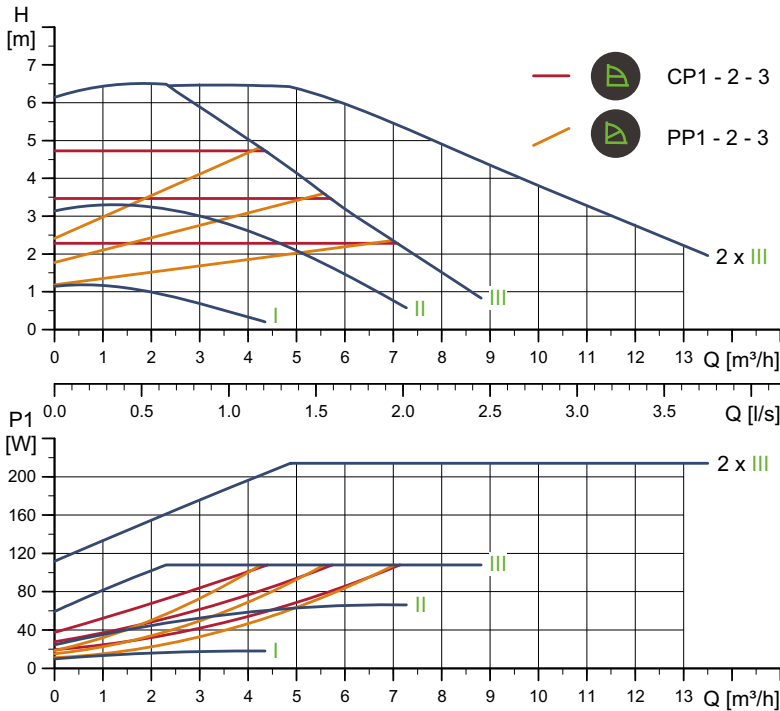 H
[m]
7
6
5
4
3
2
1
0
CP1 - 2 - 3
PP1 - 2 - 3
2 x III
III
II
I
0 1 2 3 4 5 6 7 8 9 10 11 12 13 Q [m³/h]
0.0 0.5 1.0 1.5 2.0 2.5 3.0 3.5 Q [l/s]
P1
[W]
200
160
120
80
40
0
2 x III
III
II
I
0 1 2 3 4 5 6 7 8 9 10 11 12 13 Q [m³/h]